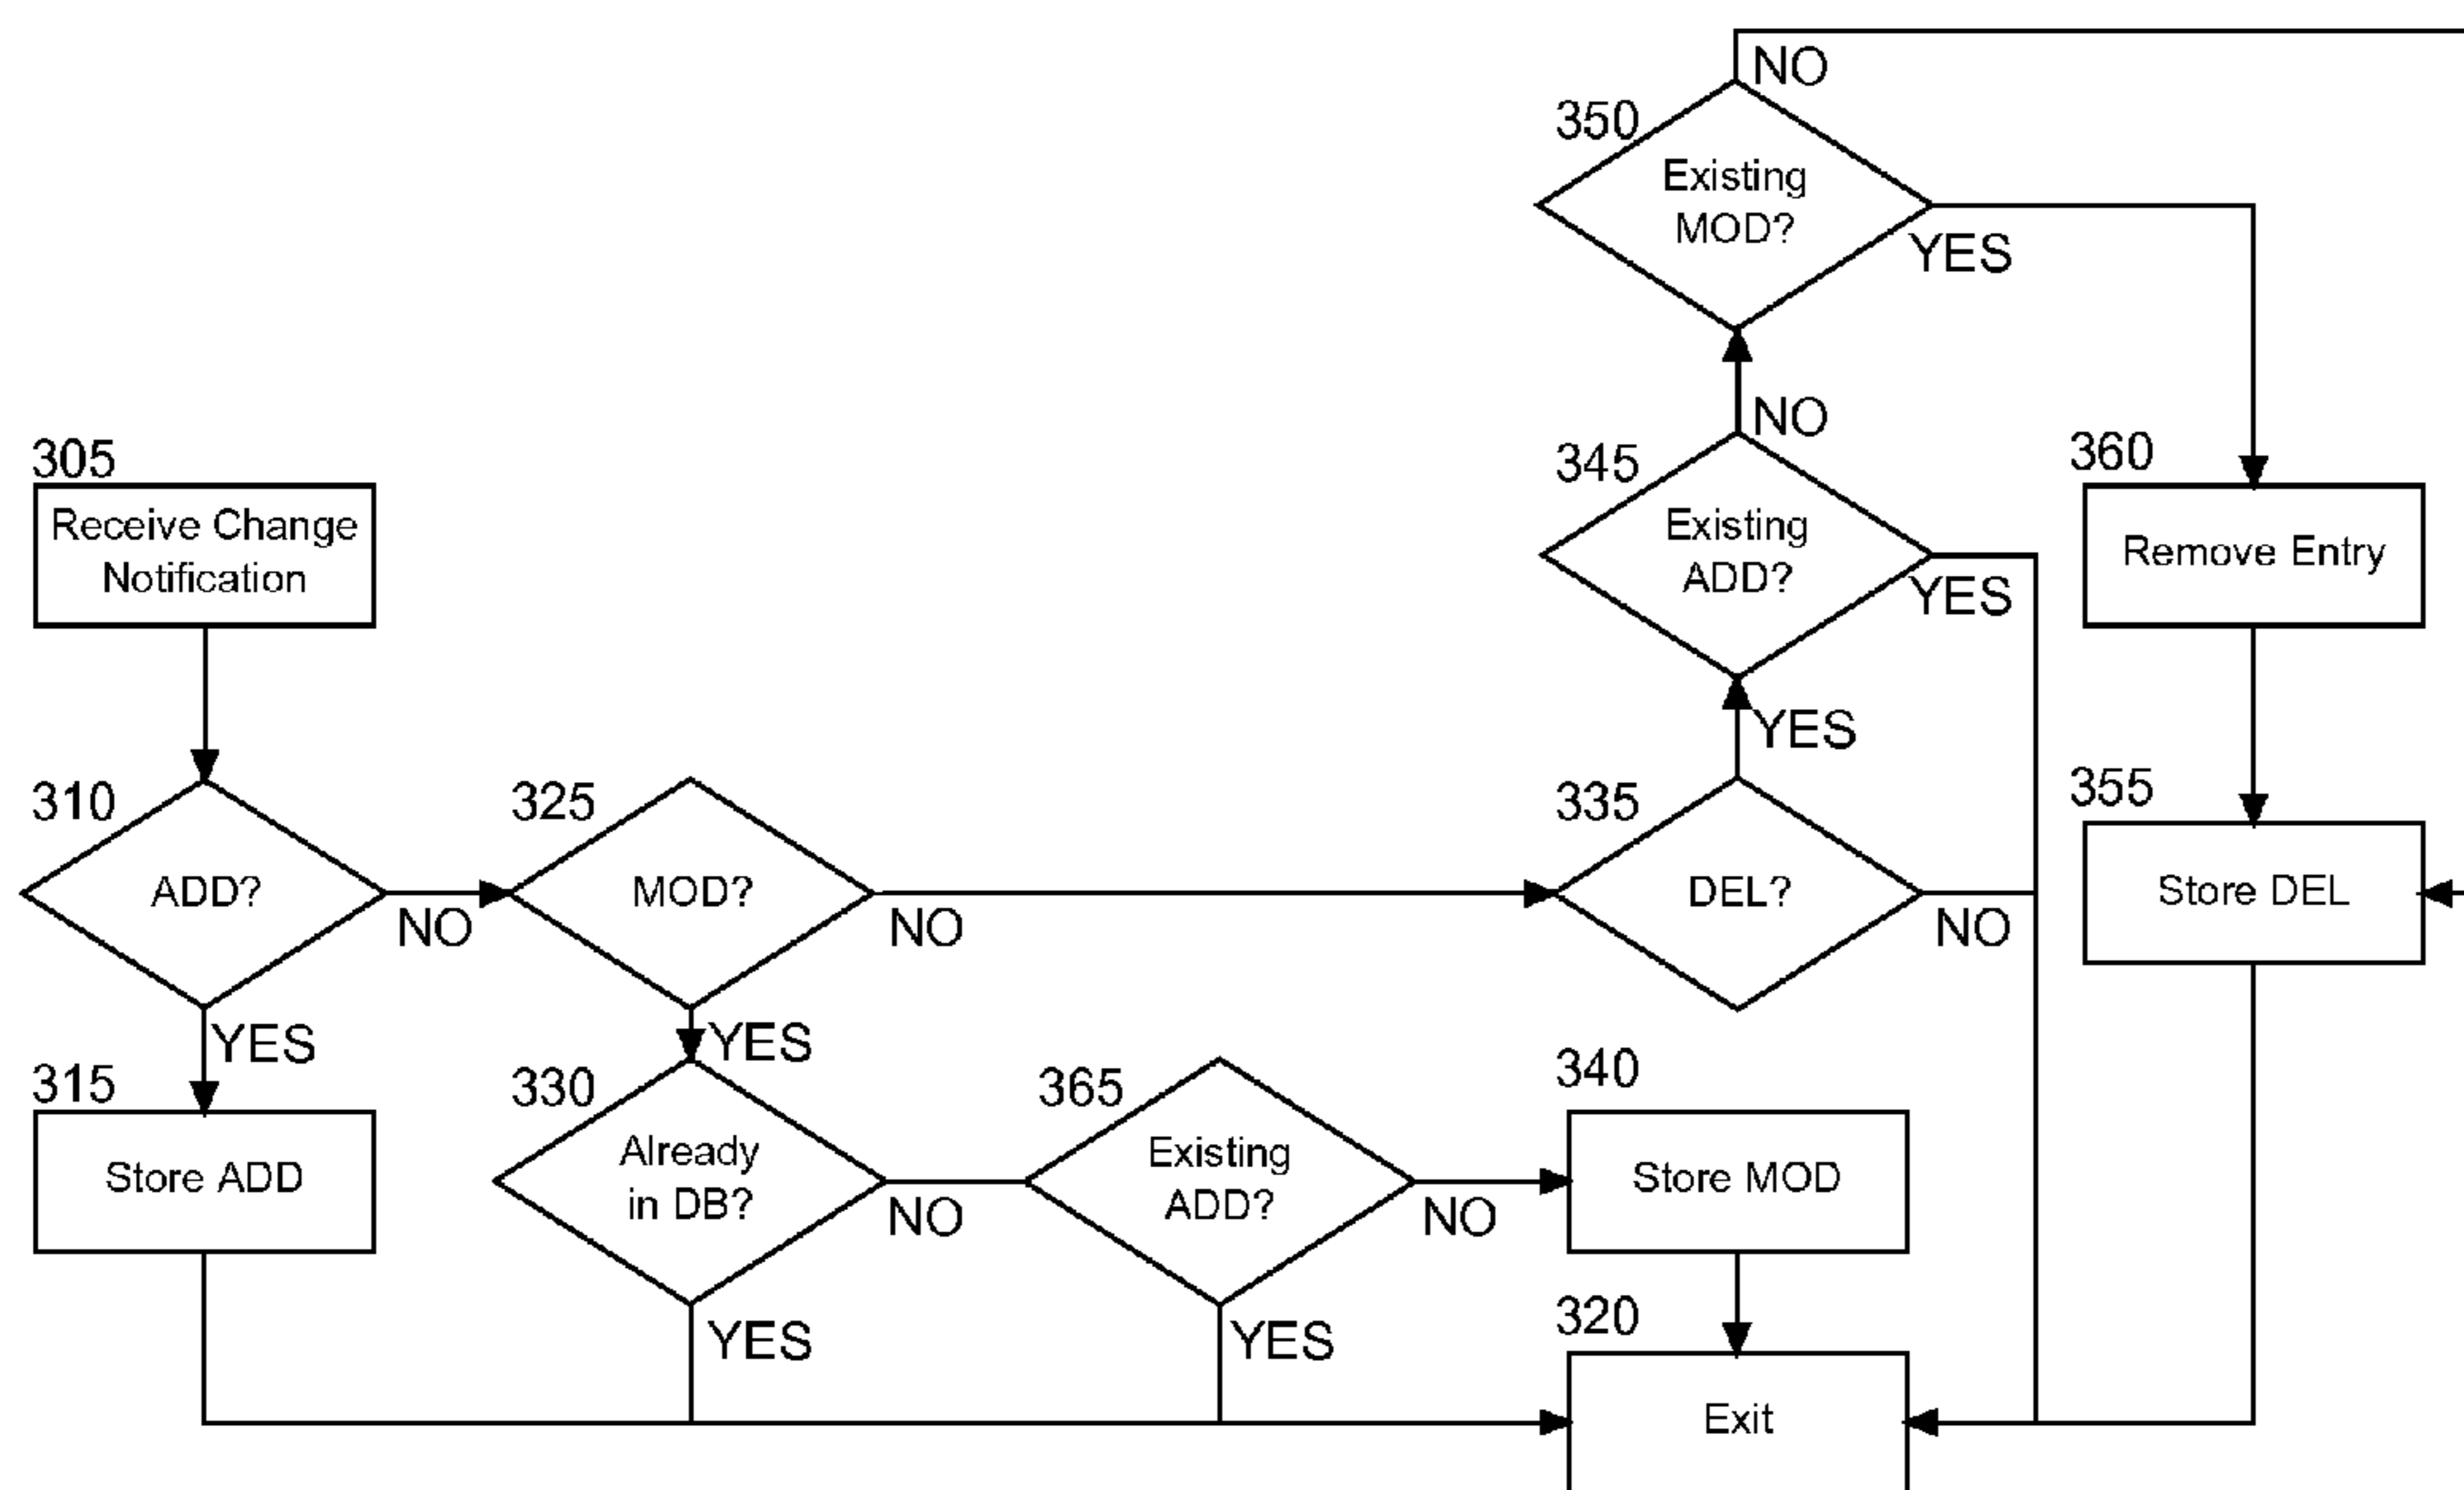 NO
350
Existing
MOD?
YES
NO
345
Existing
ADD?
YES
360
Remove Entry
305
Receive Change
Notification
YES
310
ADD?
NO
325
MOD?
NO
335
DEL?
NO
355
Store DEL
YES
315
Store ADD
YES
330
Already
in DB?
NO
365
Existing
ADD?
NO
340
Store MOD
YES
YES
320
Exit